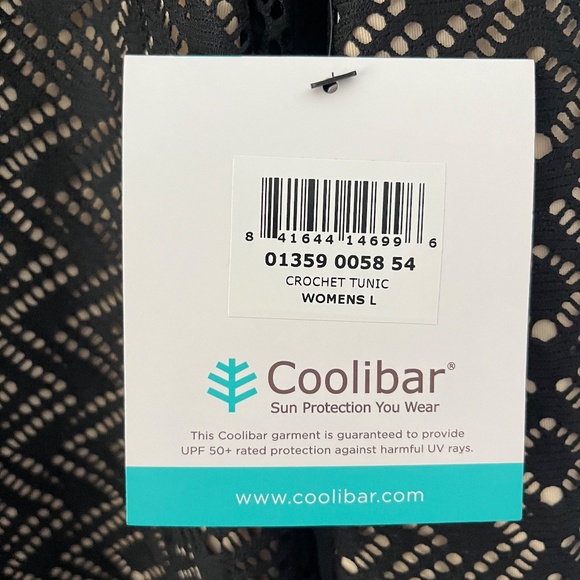 8 41644 14699 6
01359 0058 54
CROCHET TUNIC
WOMENS L
Coolibar®
Sun Protection You Wear
This Coolibar garment is guaranteed to provide
UPF 50+ rated protection against harmful UV rays.
www.coolibar.com